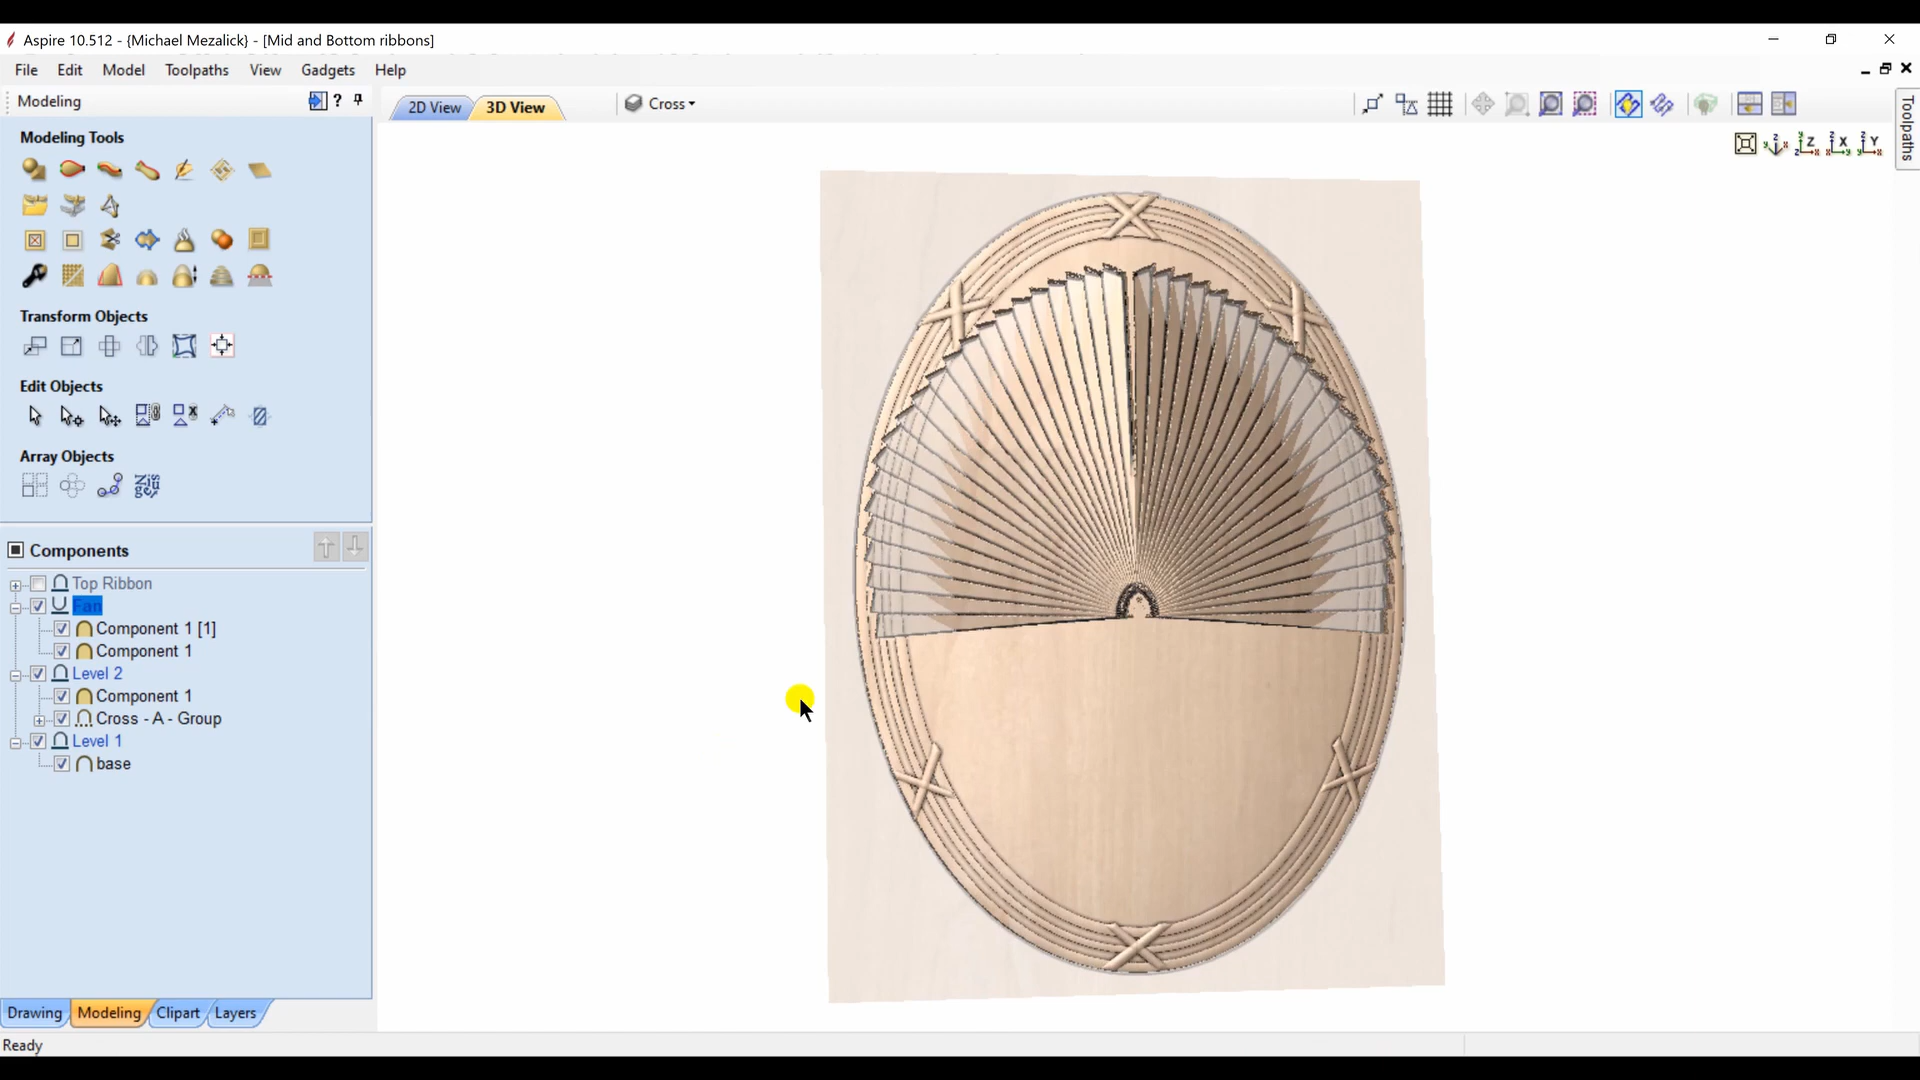 Aspire 10.512 - {Michael Mezalick} - [Mid and Bottom ribbons]
File Edit Model Toolpaths View Gadgets Help
Modeling
2D View 3D View Cross
Toolpaths
Modeling Tools
Transform Objects
Edit Objects
Array Objects
Components
Top Ribbon
Fan
Component 1 [1]
Component 1
Level 2
Component 1
Cross - A - Group
Level 1
base
Drawing Modeling Clipart Layers
Ready